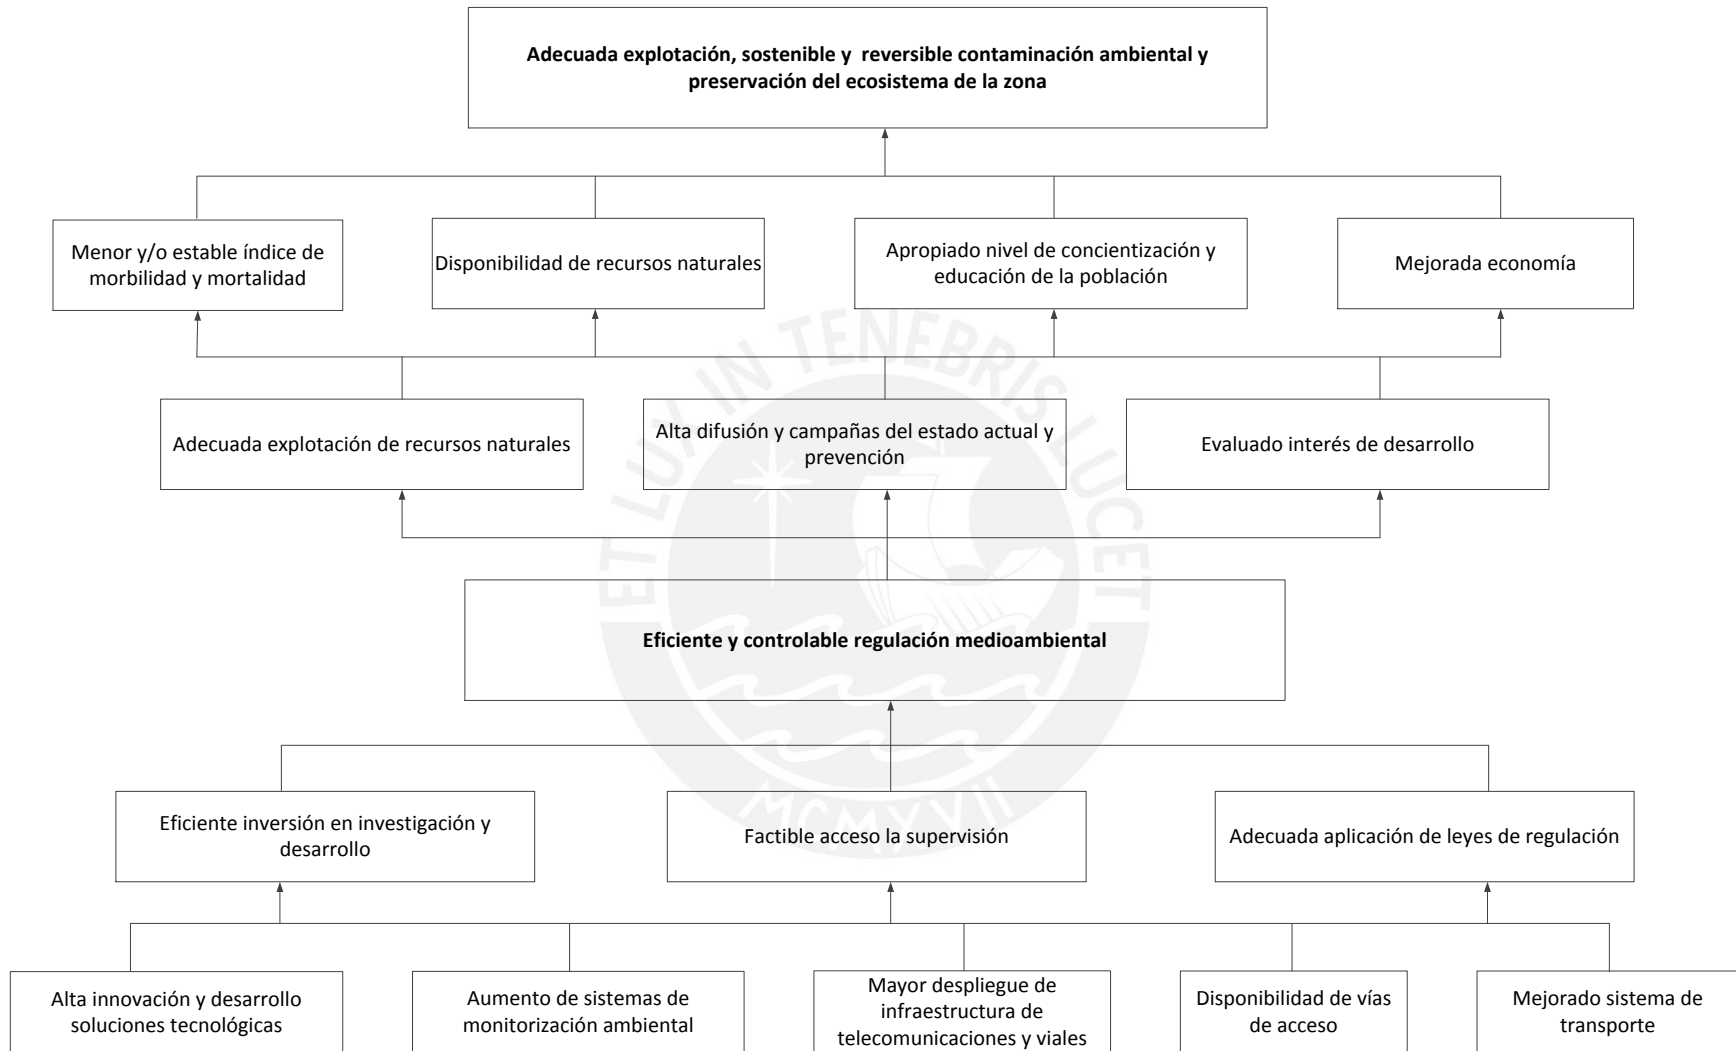 Adecuada explotación, sostenible y  reversible contaminación ambiental y
preservación del ecosistema de la zona
Menor y/o estable índice de
morbilidad y mortalidad
Disponibilidad de recursos naturales
Apropiado nivel de concientización y
educación de la población
Mejorada economía
Adecuada explotación de recursos naturales
Alta difusión y campañas del estado actual y
prevención
Evaluado interés de desarrollo
ET LUX IN TENEBRIS LUCET
Eficiente y controlable regulación medioambiental
Eficiente inversión en investigación y
desarrollo
Factible acceso la supervisión
Adecuada aplicación de leyes de regulación
MCMXVII
Alta innovación y desarrollo
soluciones tecnológicas
Aumento de sistemas de
monitorización ambiental
Mayor despliegue de
infraestructura de
telecomunicaciones y viales
Disponibilidad de vías
de acceso
Mejorado sistema de
transporte